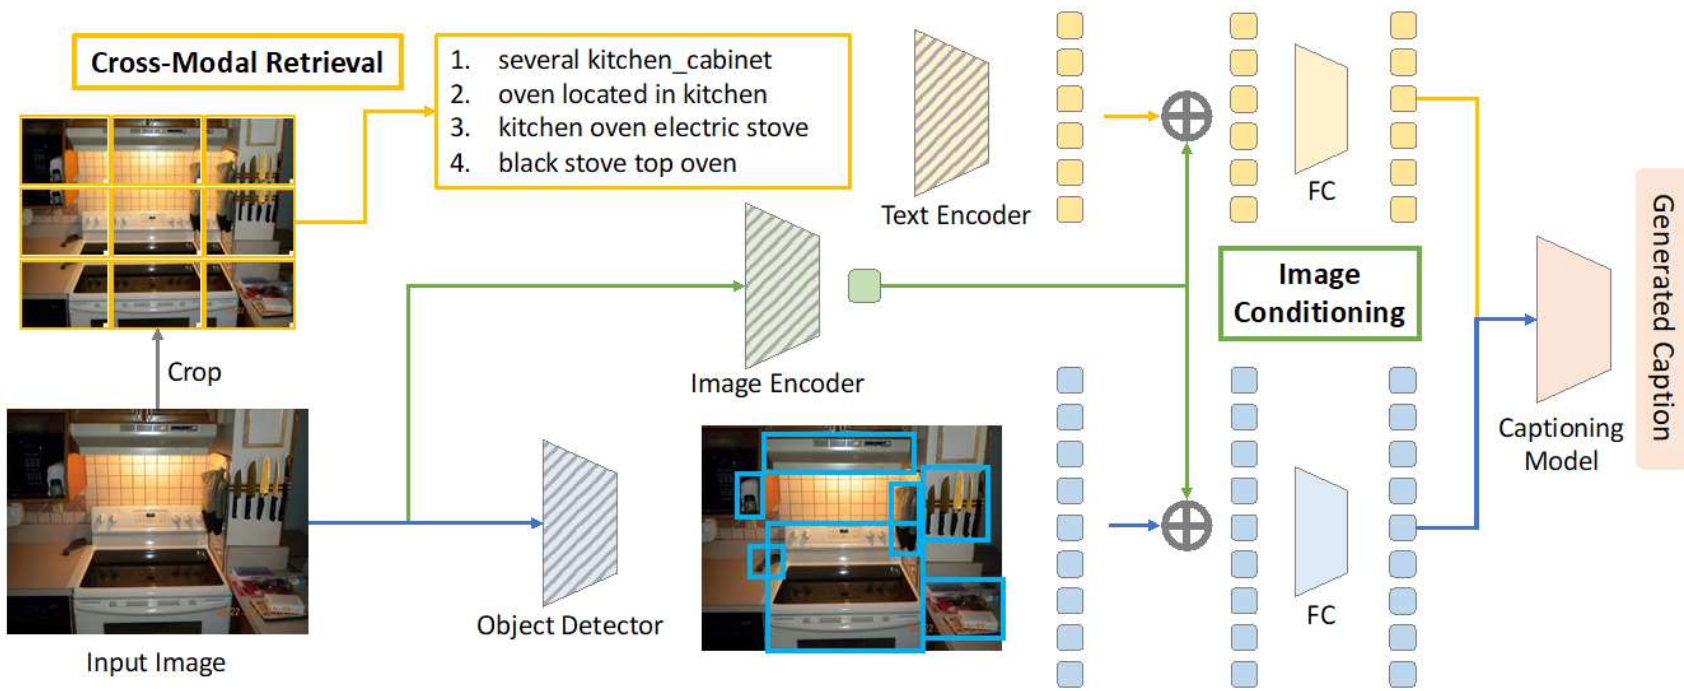 Cross-Modal Retrieval
1. several kitchen_cabinet
2. oven located in kitchen
3. kitchen oven electric stove
4. black stove top oven
Text Encoder
FC
Crop
Image Encoder
Image
Conditioning
Input Image
Object Detector
FC
Captioning
Model
Generated Caption